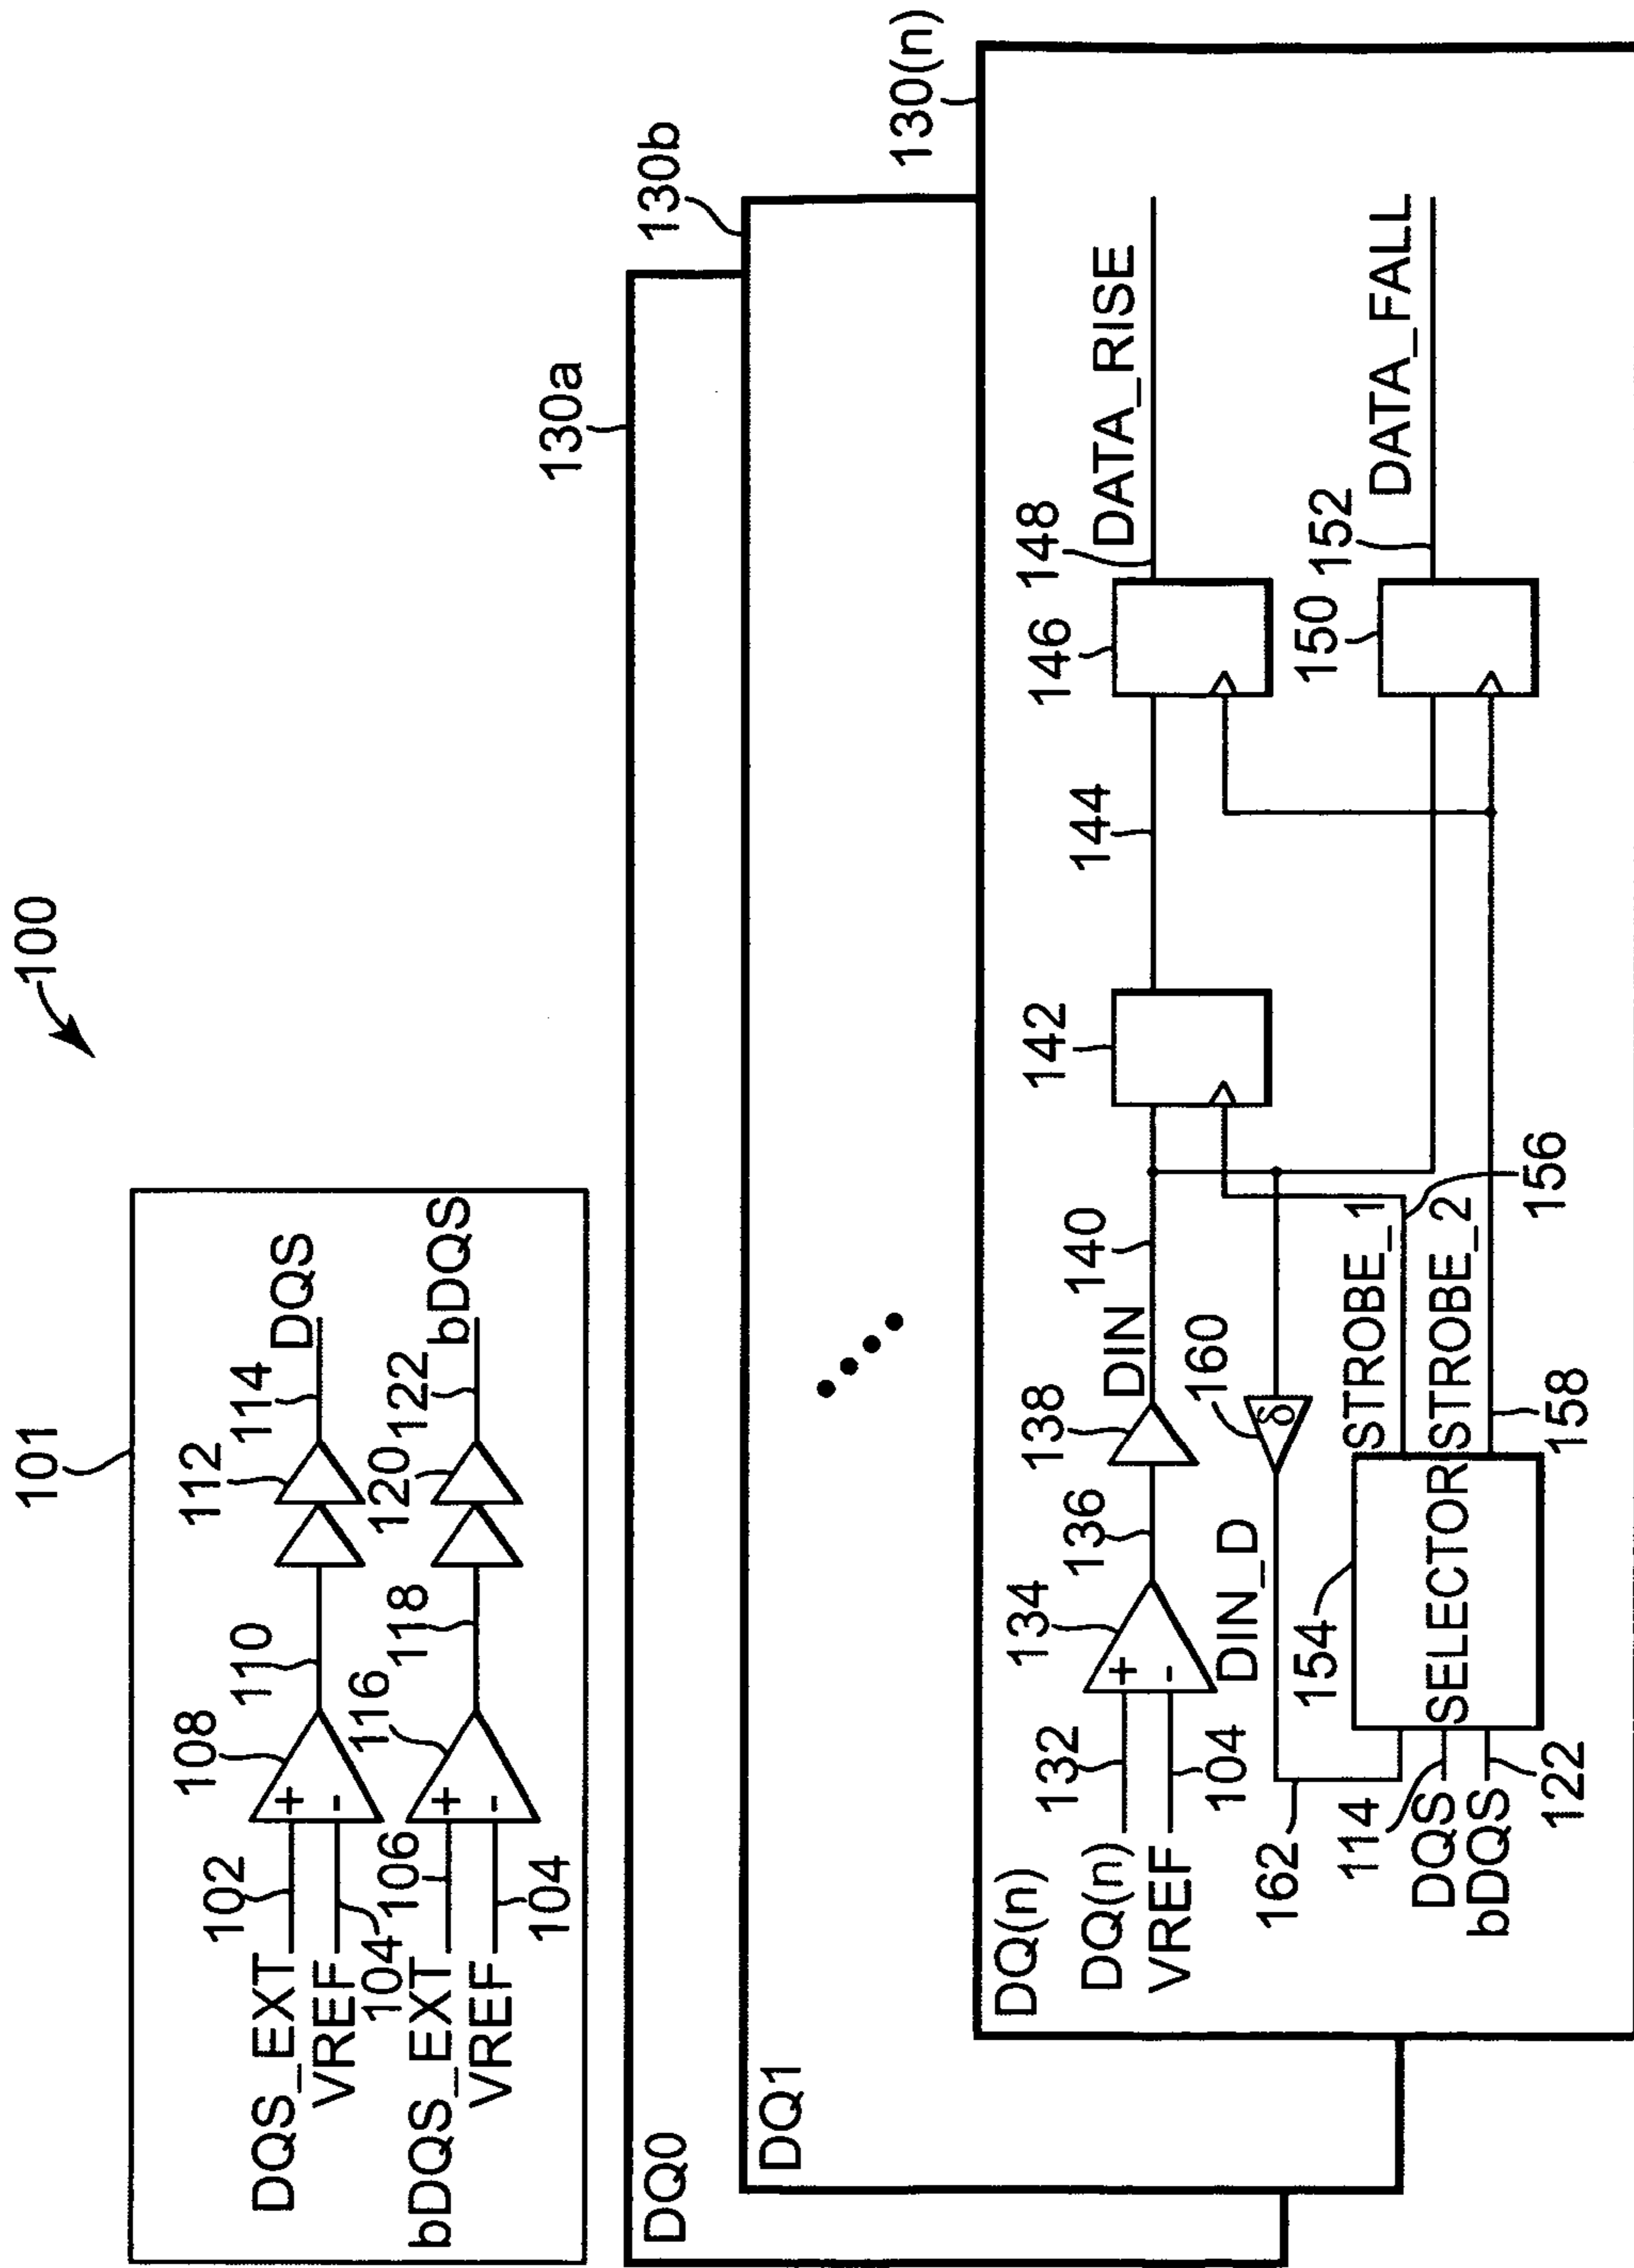 100
101
DQS_EXT
102
VREF
104
108
+
-
110
112
114
DQS
bDQS_EXT
106
VREF
104
116
+
-
118
120
122
bDQS
130a
DQ0
130b
DQ1
130(n)
DQ(n)
DQ(n)
132
VREF
104
134
+
-
136
138
DIN
140
142
144
146
148
DATA_RISE
DIN_D
160
δ
162
154
SELECTOR
114
DQS
bDQS
122
STROBE_1
STROBE_2
156
158
150
152
DATA_FALL